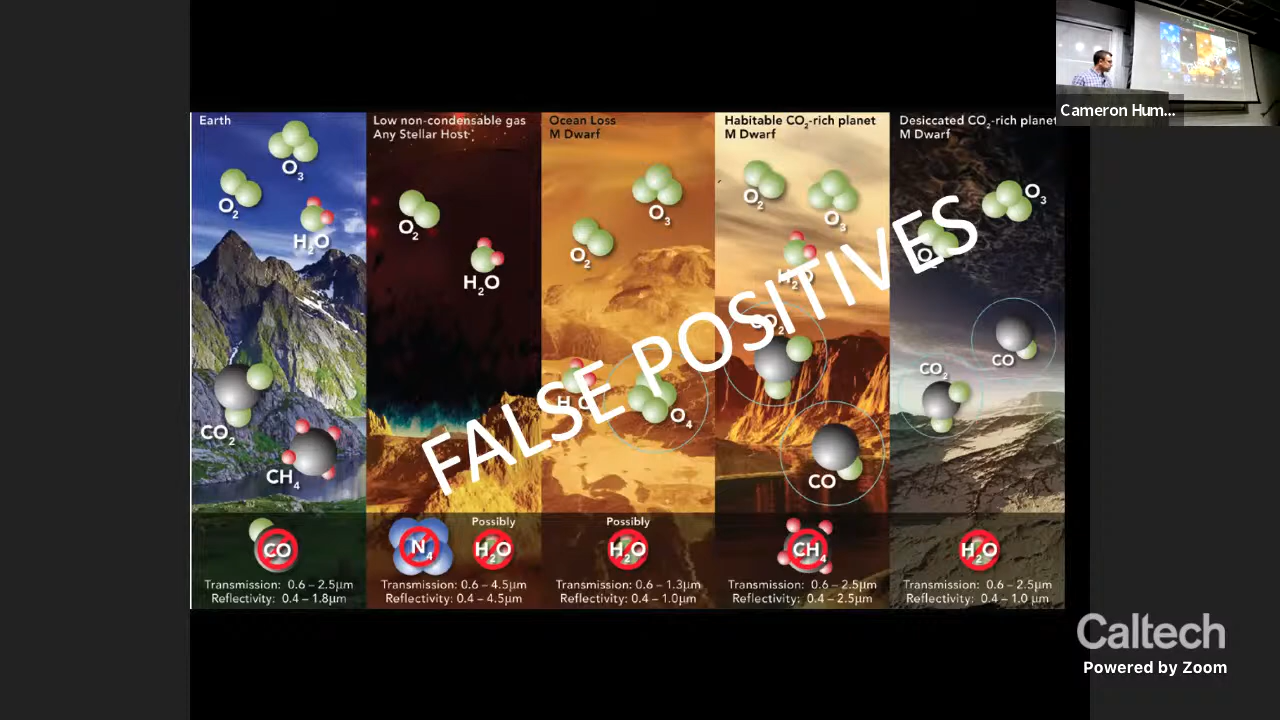 Cameron Hum...
Earth
O3
O2
H2O
CO2
CH4
CO
Transmission: 0.6 – 2.5μm
Reflectivity: 0.4 – 1.8μm
Low non-condensable gas
Any Stellar Host
O2
H2O
N4
Possibly
H2O
Transmission: 0.6 – 4.5μm
Reflectivity: 0.4 – 4.5μm
Ocean Loss
M Dwarf
O3
O2
H2O
O4
Possibly
H2O
Transmission: 0.6 – 1.3μm
Reflectivity: 0.4 – 1.0μm
Habitable CO2-rich planet
M Dwarf
O2
O3
H2O
CO2
CO
CH4
Transmission: 0.6 – 2.5μm
Reflectivity: 0.4 – 2.5μm
Desiccated CO2-rich planet
M Dwarf
O3
O2
CO
CO2
H2O
Transmission: 0.6 – 2.5μm
Reflectivity: 0.4 – 1.0 μm
FALSE POSITIVES
Caltech
Powered by Zoom